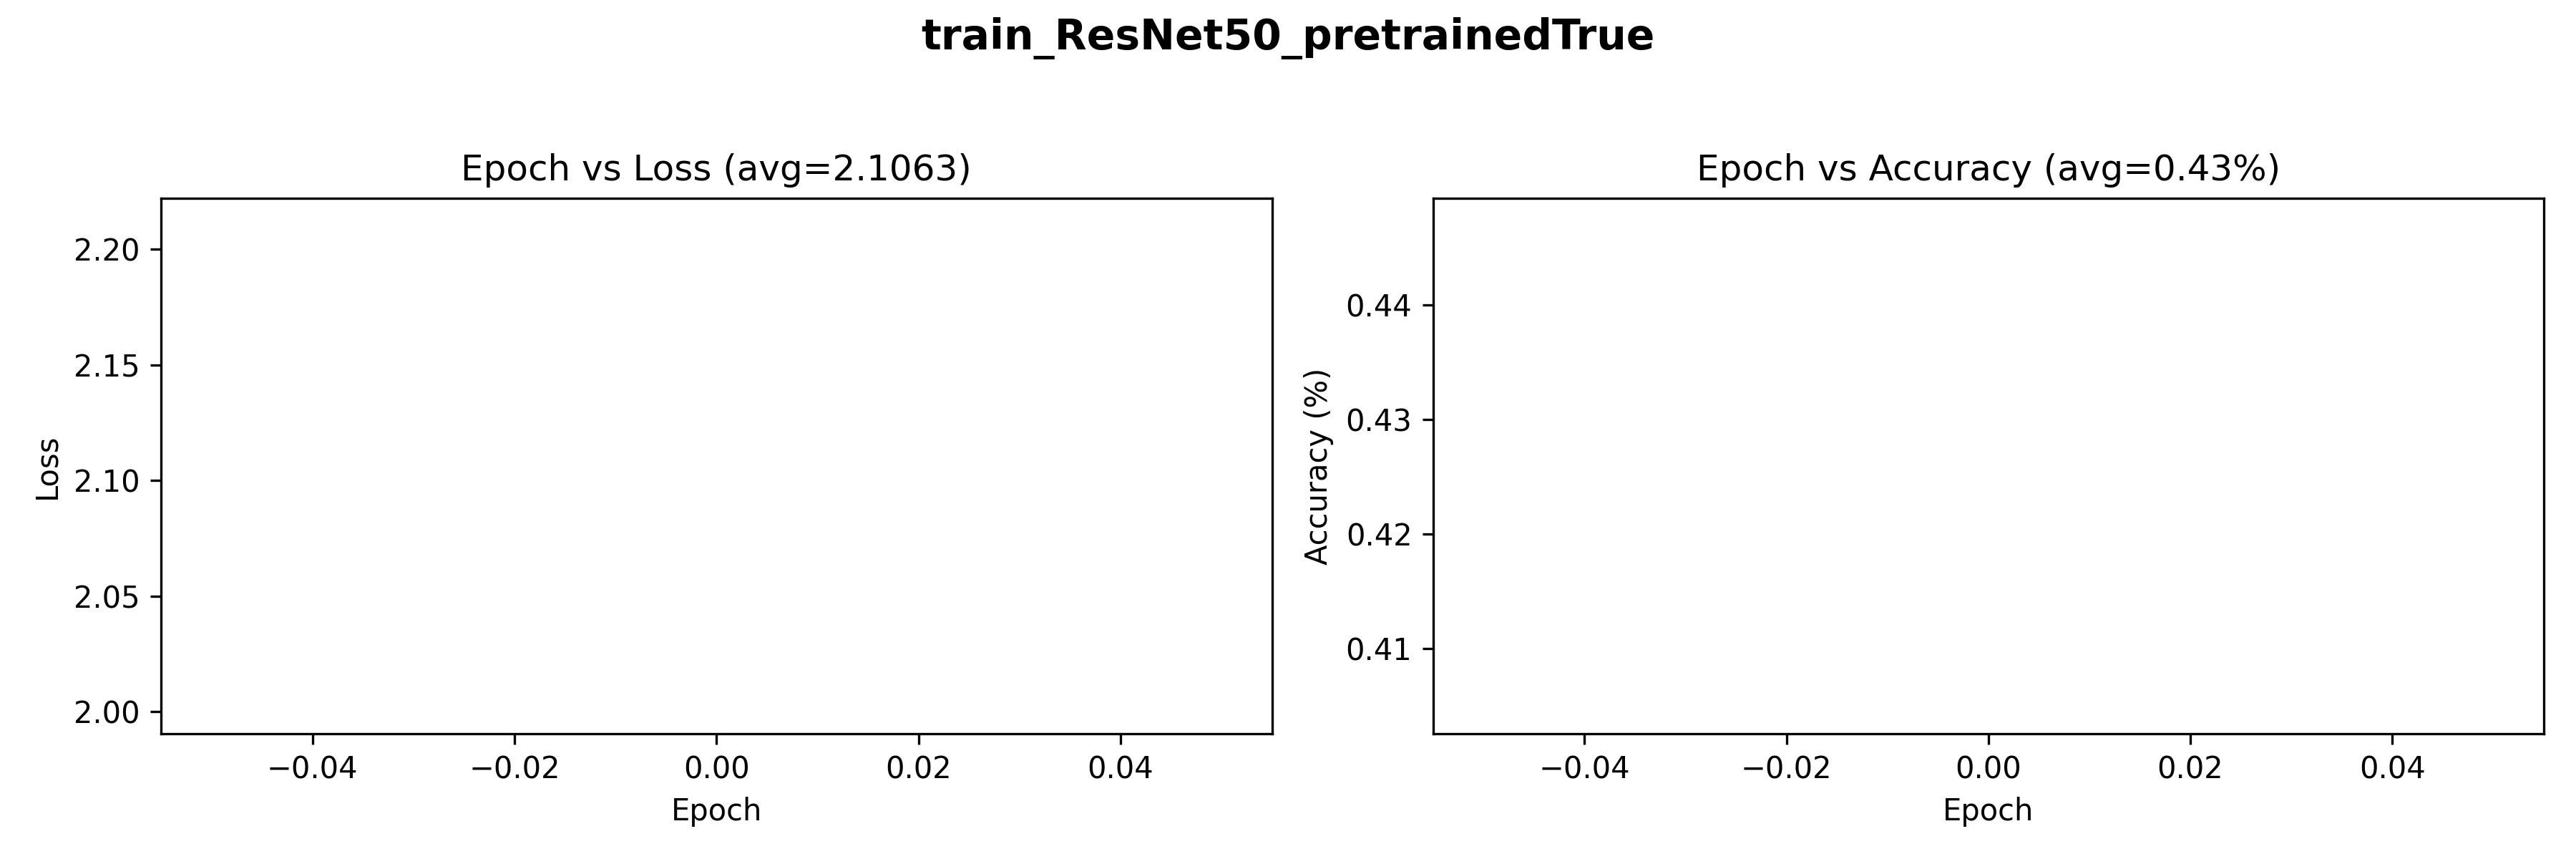 train_ResNet50_pretrainedTrue
Epoch vs Loss (avg=2.1063)
2.20
2.15
2.10
2.05
2.00
Loss
−0.04 −0.02 0.00 0.02 0.04
Epoch
Epoch vs Accuracy (avg=0.43%)
0.44
0.43
0.42
0.41
Accuracy (%)
−0.04 −0.02 0.00 0.02 0.04
Epoch